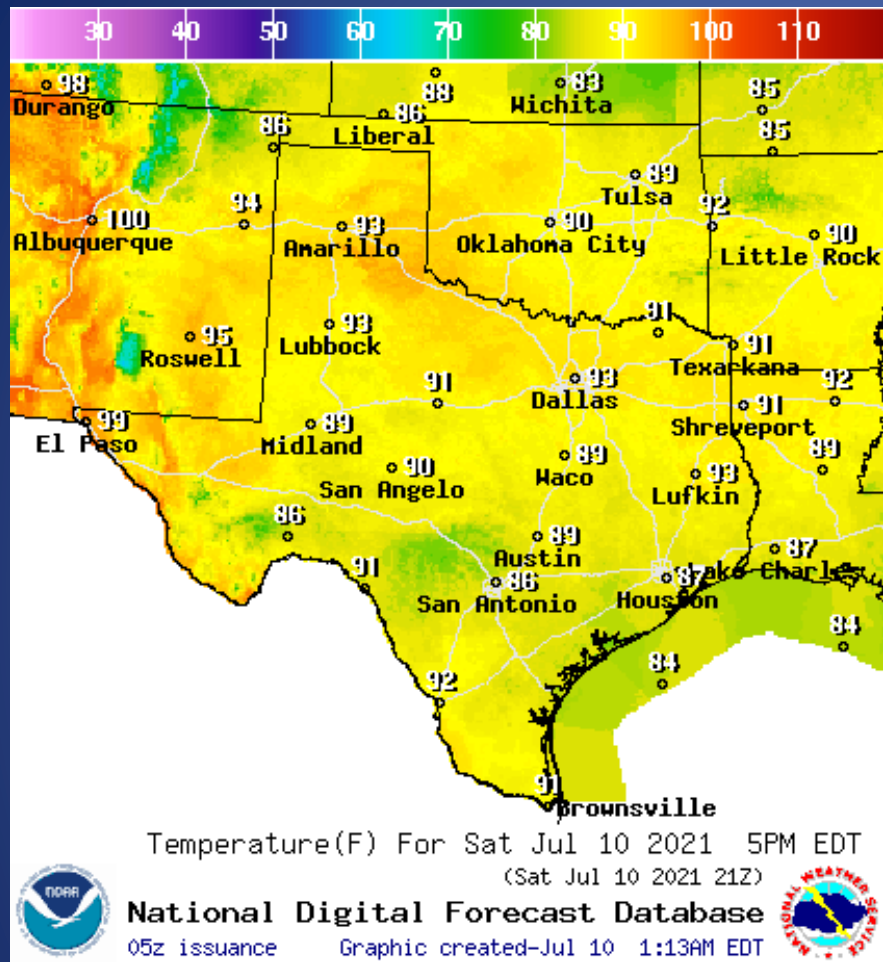 30 40 50 60 70 80 90 100 110
98
Durango
88
83
Wichita
85
86
Liberal
86
85
89
Tulsa
100
Albuquerque
94
93
Amarillo
90
Oklahoma City
92
90
Little Rock
95
Roswell
93
Lubbock
91
91
Texarkana
93
Dallas
91
92
91
Shreveport
99
El Paso
89
Midland
90
San Angelo
89
Waco
93
Lufkin
89
86
89
Austin
87
91
86
San Antonio
87
Houston
84
84
92
91
Brownsville
Temperature(F) For Sat Jul 10 2021 5PM EDT
(Sat Jul 10 2021 21Z)
National Digital Forecast Database
05z issuance Graphic created-Jul 10 1:13AM EDT
NOAA
NATIONAL WEATHER SERVICE